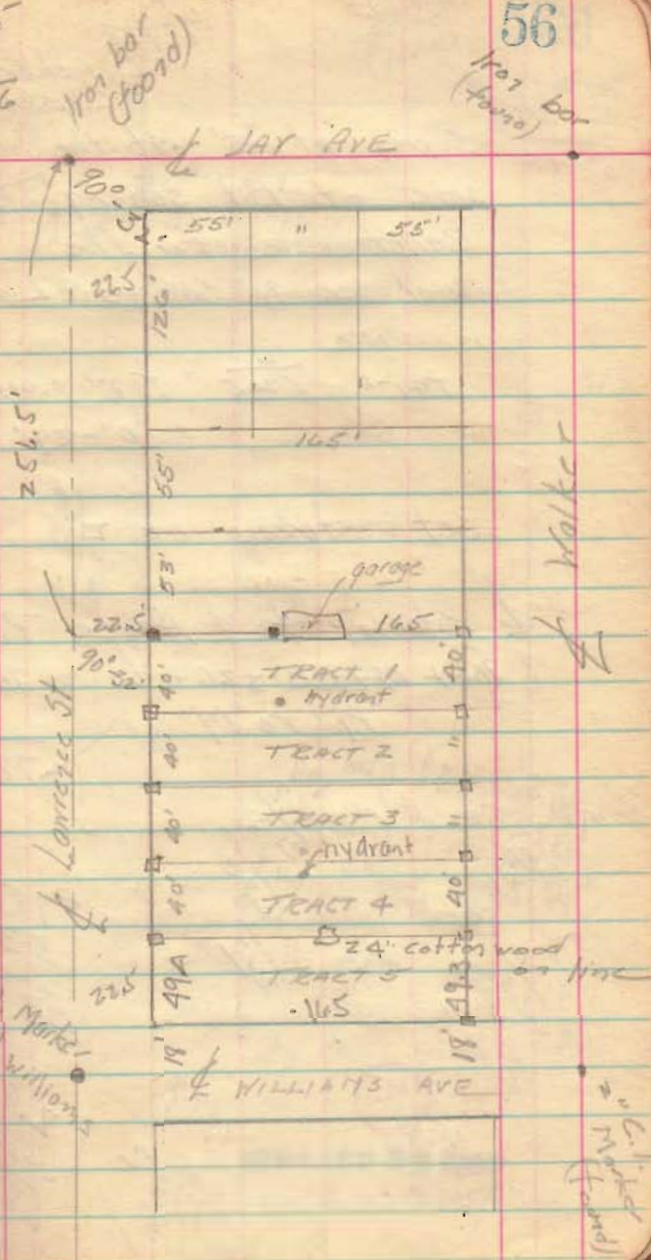 56
Iron bar
(found)
Iron bar
(found)
℄ JAY AVE
90°
55' " 55'
22.5
126'
256.5'
165'
55'
℄ Walker
53'
garage
22.5
165
90° 32'
40' TRACT 1 40'
hydrant
40' TRACT 2 "
℄ Lawrence St
40' TRACT 3 "
hydrant
40' TRACT 4 40'
24" cottonwood
on line
22.5
49.4 TRACT 5 49.3
165
Marker
Williams
18' 18'
℄ WILLIAMS AVE
2" C.I.
Marker
(found)